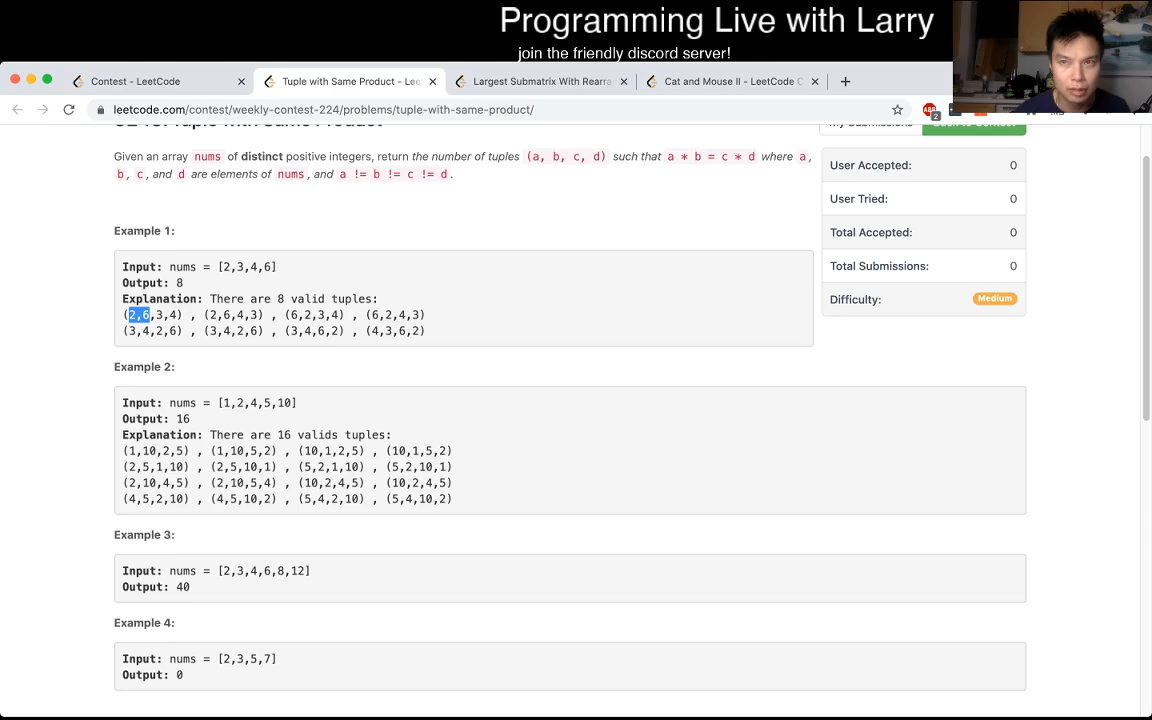 Programming Live with Larry
join the friendly discord server!
Contest - LeetCode
Tuple with Same Product - Lee
Largest Submatrix With Rearra
Cat and Mouse II - LeetCode C
leetcode.com/contest/weekly-contest-224/problems/tuple-with-same-product/
ABP
2
Tuple with Same Product
My Submissions
Back to Contest
Given an array nums of distinct positive integers, return the number of tuples (a, b, c, d) such that a * b = c * d where a,
b, c, and d are elements of nums, and a != b != c != d.
User Accepted: 0
User Tried: 0
Total Accepted: 0
Total Submissions: 0
Difficulty: Medium
Example 1:
Input: nums = [2,3,4,6]
Output: 8
Explanation: There are 8 valid tuples:
(2,6,3,4) , (2,6,4,3) , (6,2,3,4) , (6,2,4,3)
(3,4,2,6) , (3,4,2,6) , (3,4,6,2) , (4,3,6,2)
Example 2:
Input: nums = [1,2,4,5,10]
Output: 16
Explanation: There are 16 valids tuples:
(1,10,2,5) , (1,10,5,2) , (10,1,2,5) , (10,1,5,2)
(2,5,1,10) , (2,5,10,1) , (5,2,1,10) , (5,2,10,1)
(2,10,4,5) , (2,10,5,4) , (10,2,4,5) , (10,2,4,5)
(4,5,2,10) , (4,5,10,2) , (5,4,2,10) , (5,4,10,2)
Example 3:
Input: nums = [2,3,4,6,8,12]
Output: 40
Example 4:
Input: nums = [2,3,5,7]
Output: 0